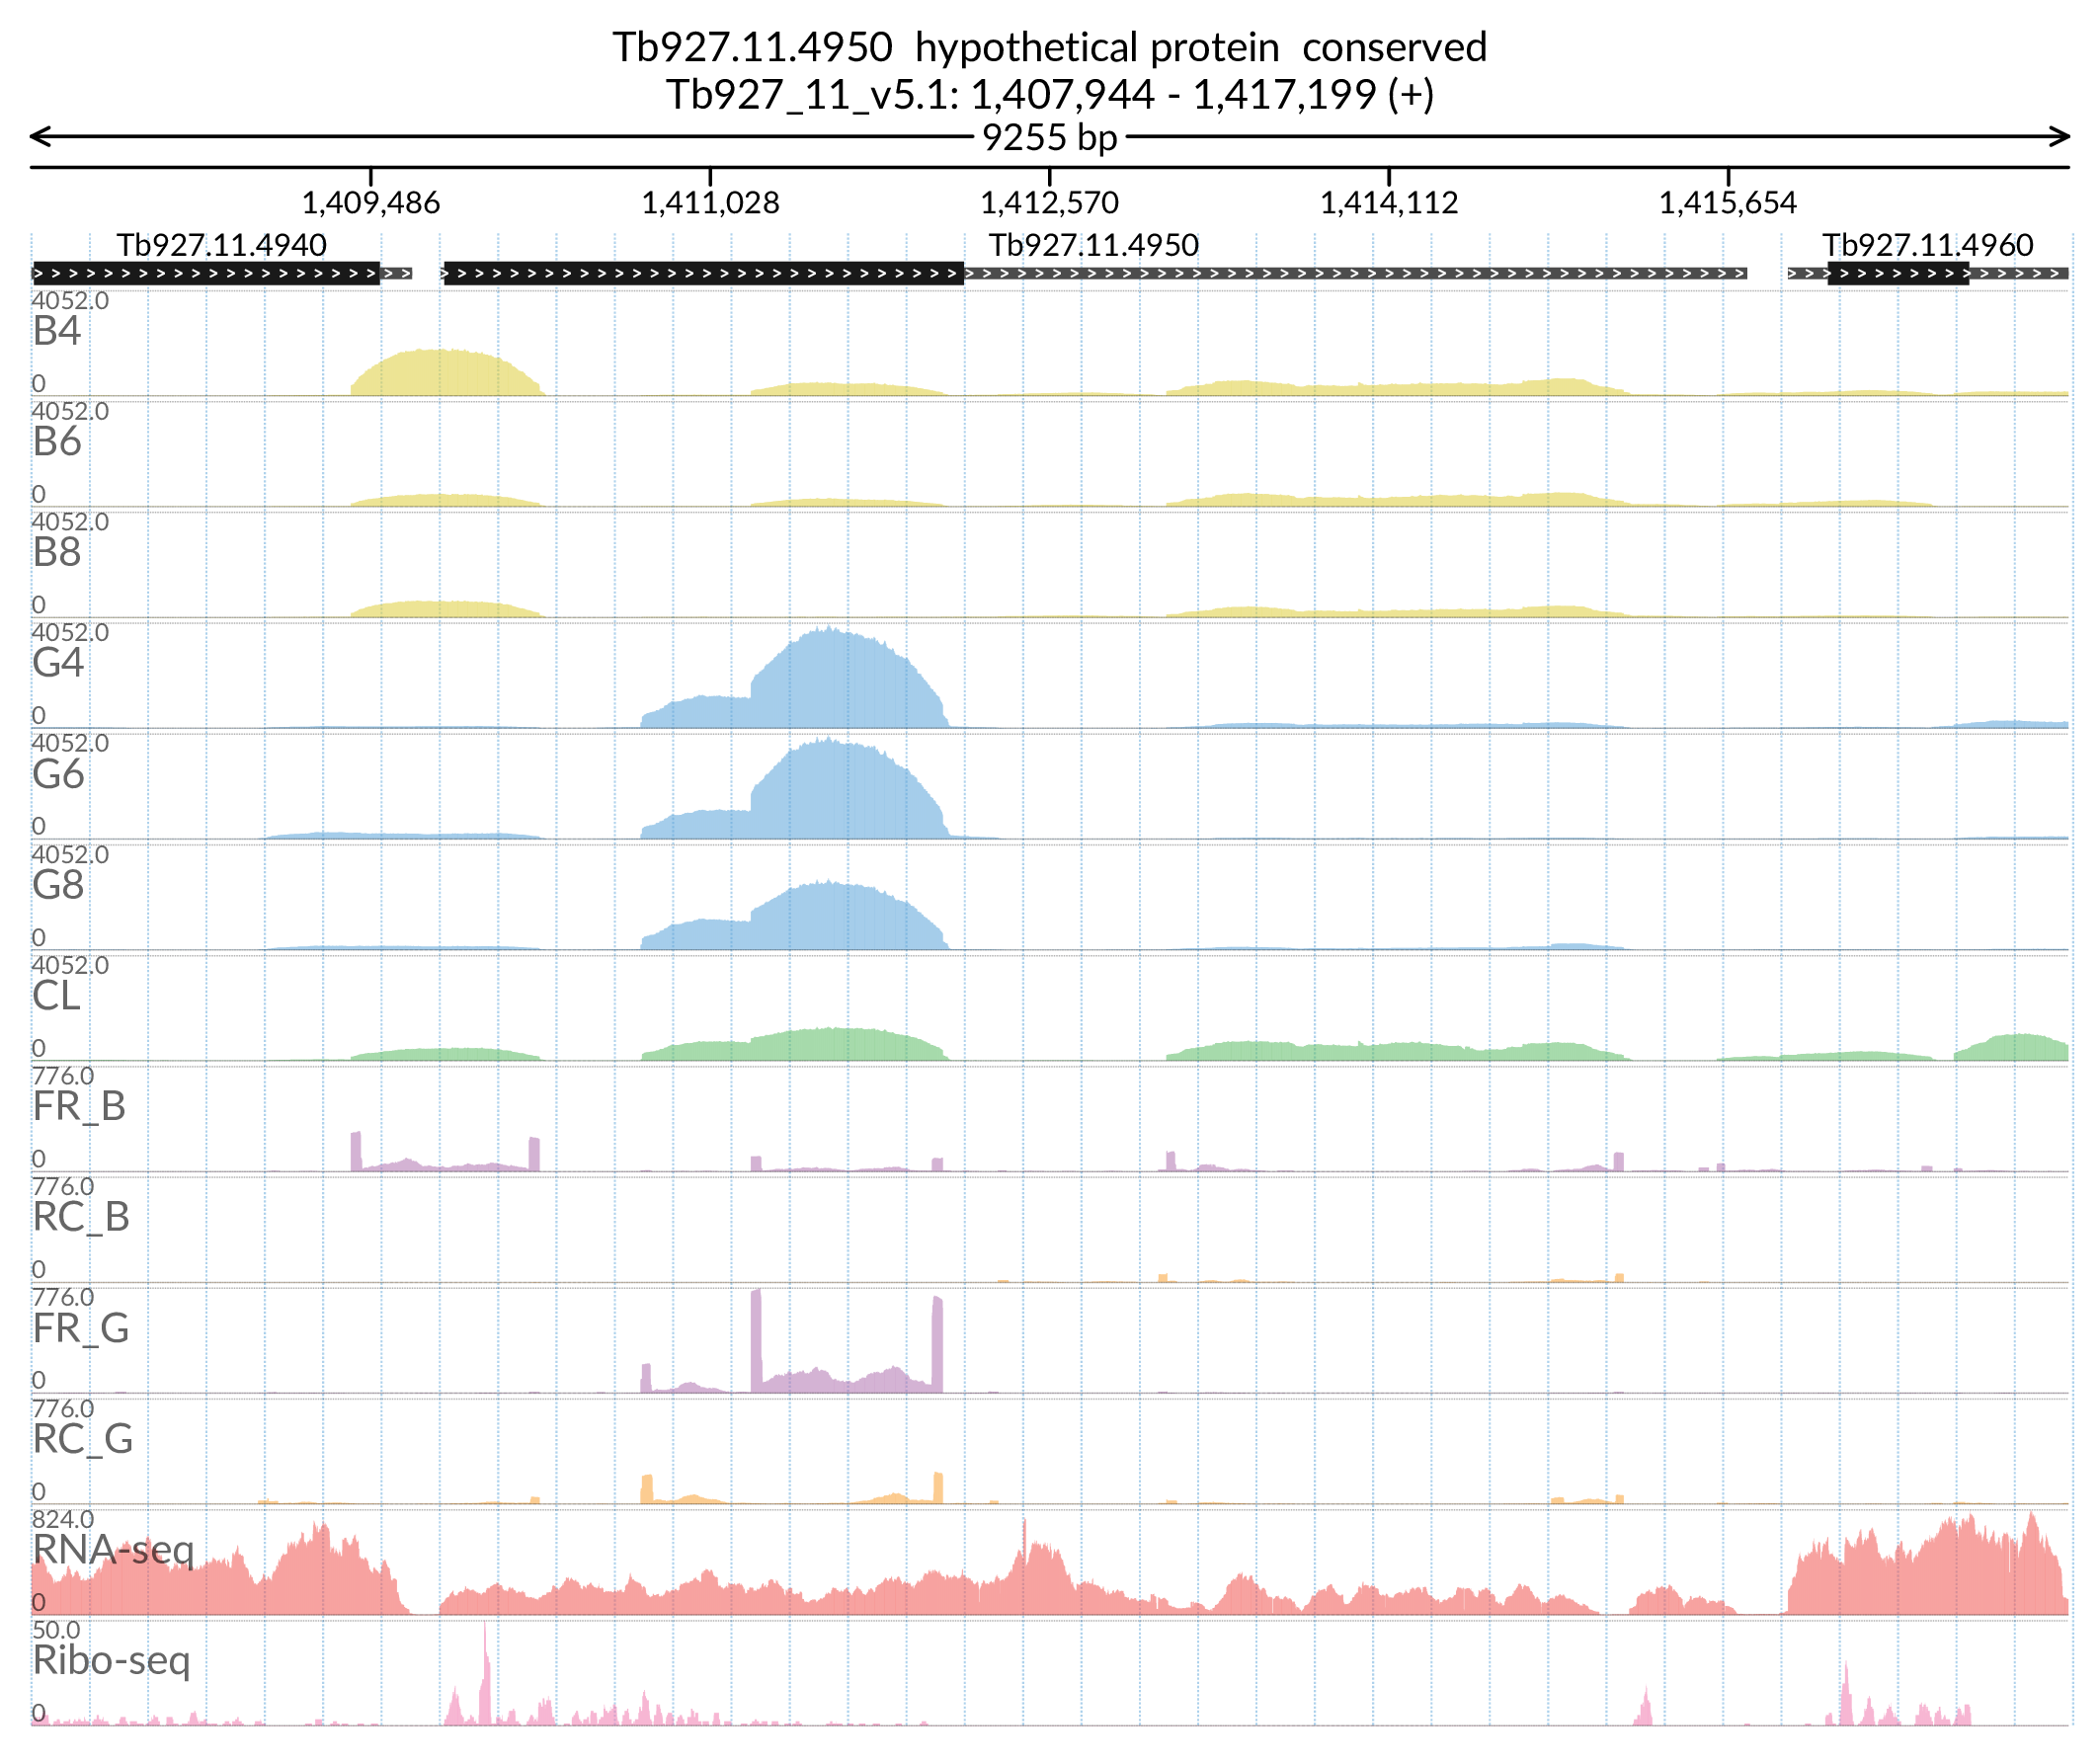 Tb927.11.4950  hypothetical protein  conserved
Tb927_11_v5.1: 1,407,944 - 1,417,199 (+)
9255 bp
1,409,486 1,411,028 1,412,570 1,414,112 1,415,654
Tb927.11.4940 Tb927.11.4950 Tb927.11.4960
4052.0
B4
0
4052.0
B6
0
4052.0
B8
0
4052.0
G4
0
4052.0
G6
0
4052.0
G8
0
4052.0
CL
0
776.0
FR_B
0
776.0
RC_B
0
776.0
FR_G
0
776.0
RC_G
0
824.0
RNA-seq
0
50.0
Ribo-seq
0